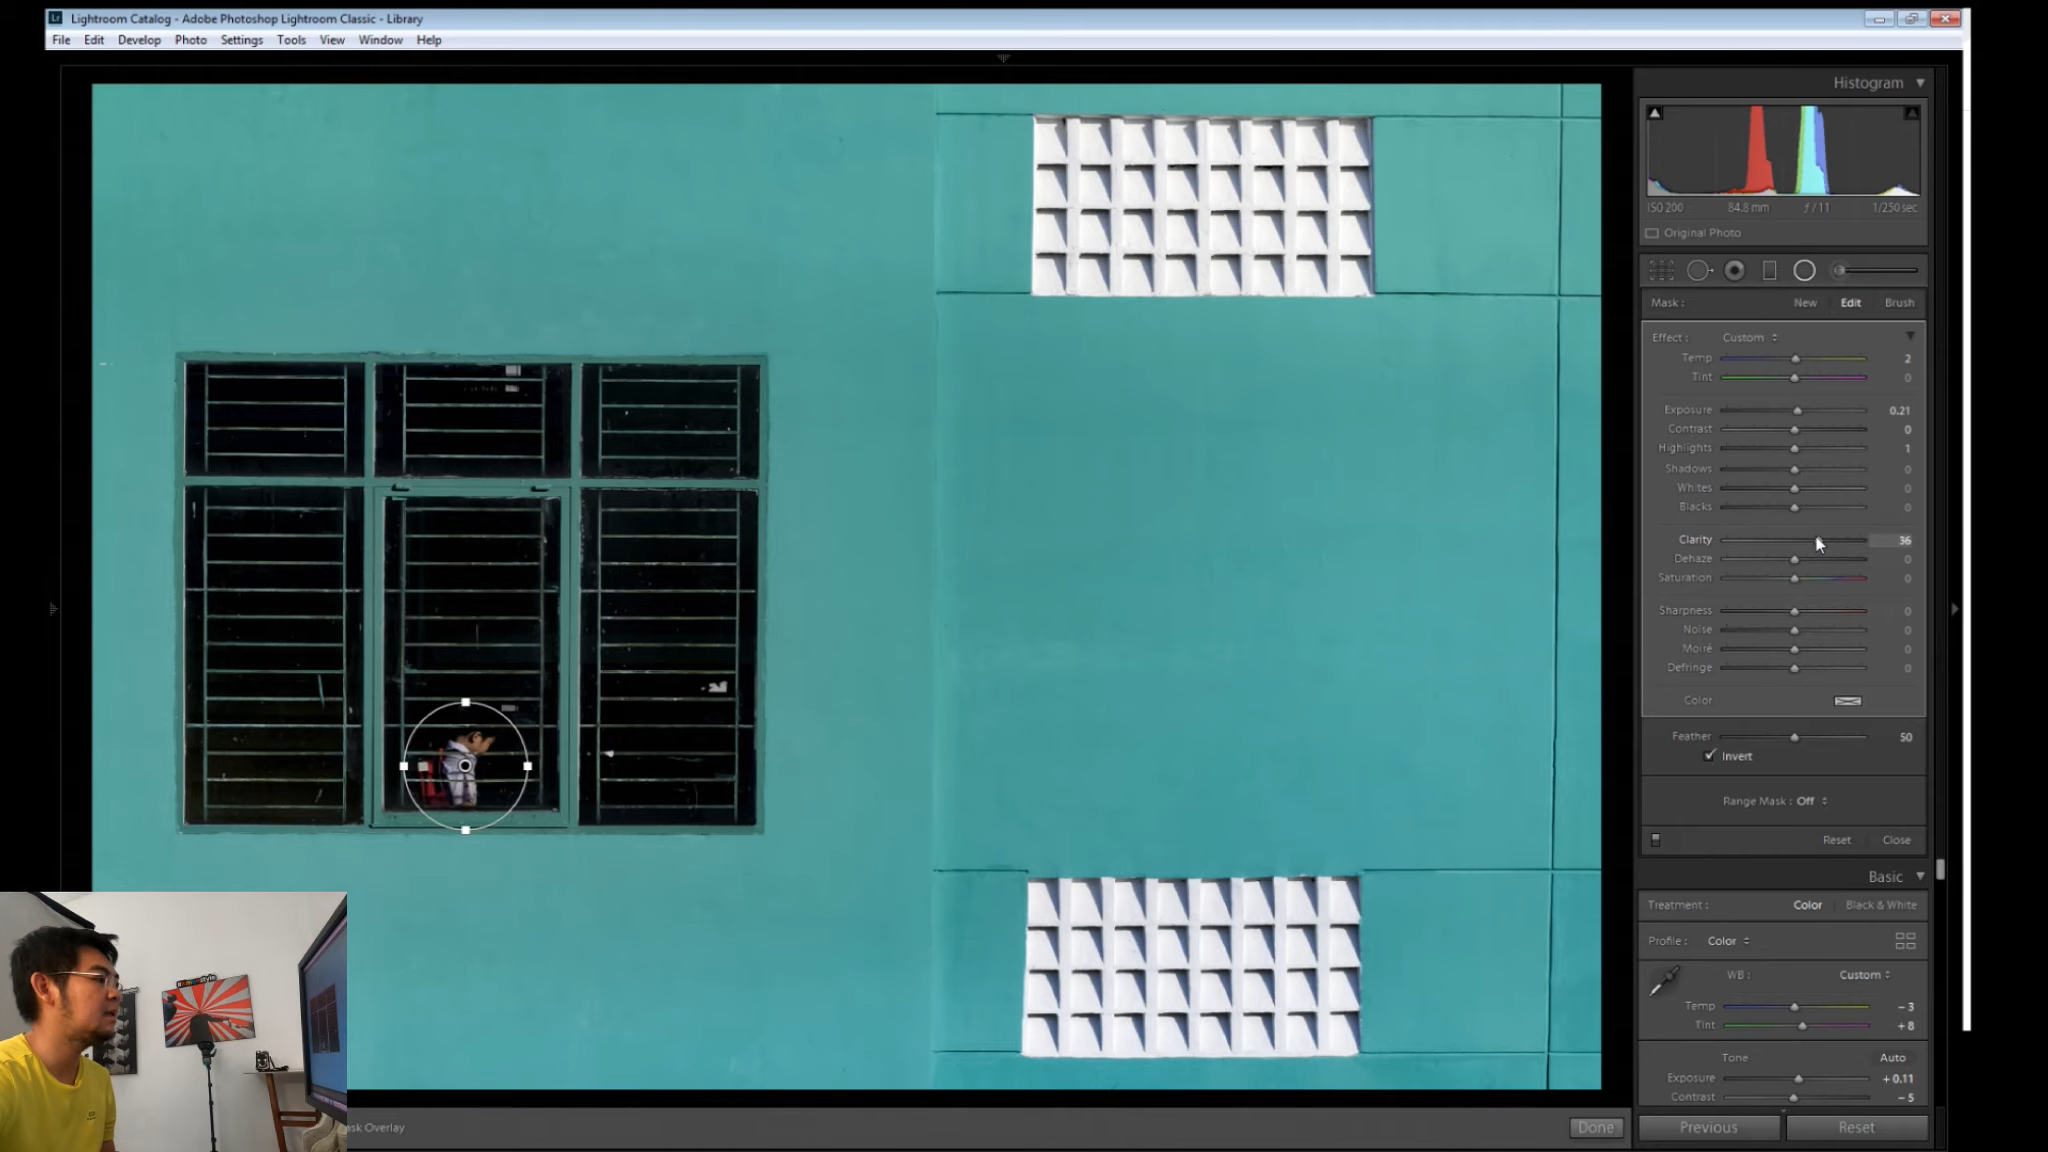 Lightroom Catalog - Adobe Photoshop Lightroom Classic - Library
File Edit Develop Photo Settings Tools View Window Help
Histogram
ISO 200 84.8 mm ƒ / 11 1/250 sec
Original Photo
Mask : New Edit Brush
Effect : Custom
Temp 2
Tint 0
Exposure 0.21
Contrast 0
Highlights 1
Shadows 0
Whites 0
Blacks 0
Clarity 36
Dehaze 0
Saturation 0
Sharpness 0
Noise 0
Moiré 0
Defringe 0
Color
Feather 50
Invert
Range Mask : Off
Reset Close
Basic
Treatment : Color Black & White
Profile : Color
WB : Custom
Temp – 3
Tint + 8
Tone Auto
Exposure + 0.11
Contrast – 5
Overlay
Done
Previous Reset